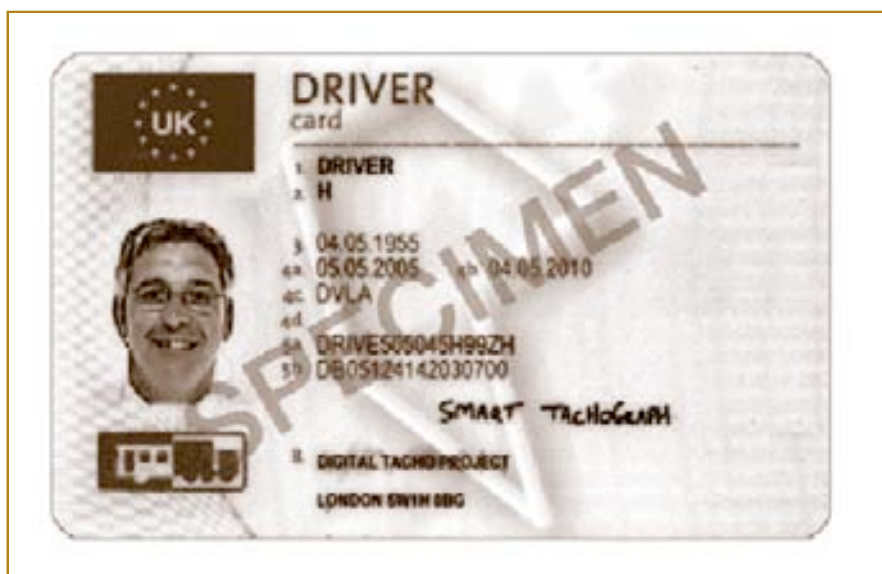 UK
DRIVER
card
1. DRIVER
2. H
3. 04.05.1955
4a. 05.05.2005 4b. 04.05.2010
4c. DVLA
4d.
5a. DRIVE505045H99ZH
5b. DB05124142030700
SMART TACHOGRAPH
8. DIGITAL TACHO PROJECT
LONDON SW1H 0BG
SPECIMEN